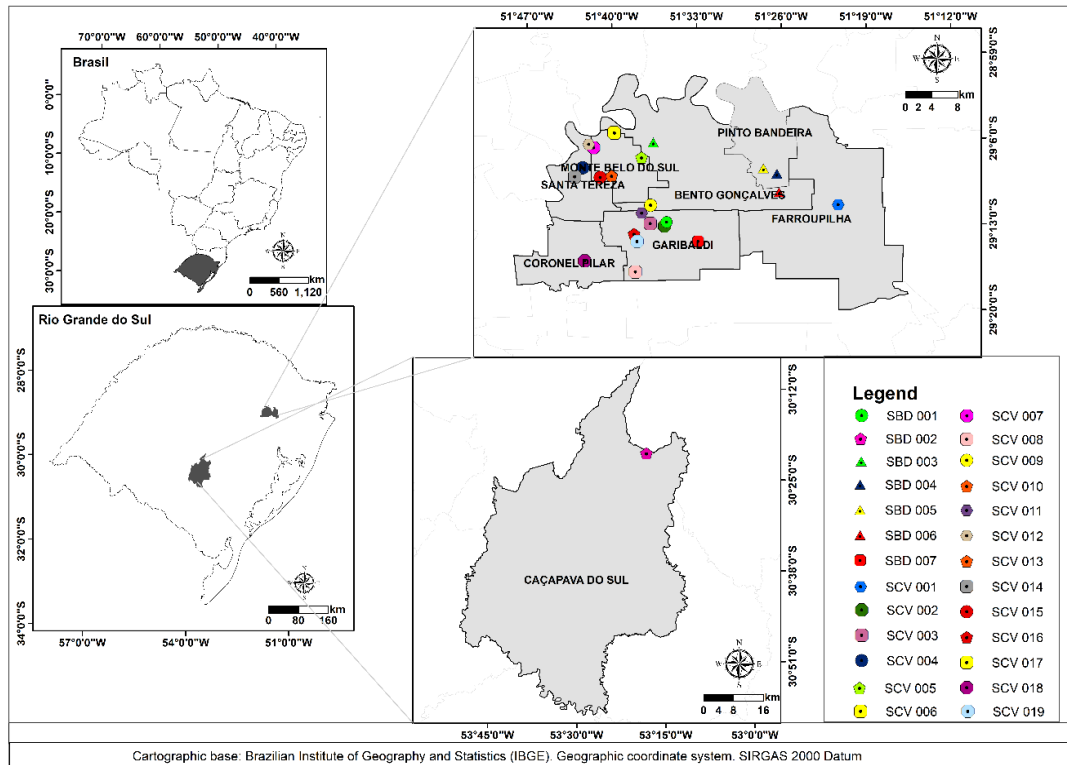 70°0'0"W 60°0'0"W 50°0'0"W 40°0'0"W
Brasil
0°0'0"
10°0'0"S
20°0'0"S
30°0'0"S
N
km
0 560 1,120
Rio Grande do Sul
28°0'0"S
30°0'0"S
32°0'0"S
34°0'0"S
km
0 80 160
57°0'0"W 54°0'0"W 51°0'0"W
51°47'0"W 51°40'0"W 51°33'0"W 51°26'0"W 51°19'0"W 51°12'0"W
28°59'0"S
29°6'0"S
29°13'0"S
29°20'0"S
N
W E
S
km
0 2 4 8
PINTO BANDEIRA
MONTE BELO DO SUL
SANTA TEREZA
BENTO GONÇALVES
FARROUPILHA
GARIBALDI
CORONEL PILAR
30°12'0"S
30°25'0"S
30°38'0"S
30°51'0"S
CAÇAPAVA DO SUL
N
W E
S
km
0 4 8 16
53°45'0"W 53°30'0"W 53°15'0"W 53°0'0"W
Legend
SBD 001 SCV 007
SBD 002 SCV 008
SBD 003 SCV 009
SBD 004 SCV 010
SBD 005 SCV 011
SBD 006 SCV 012
SBD 007 SCV 013
SCV 001 SCV 014
SCV 002 SCV 015
SCV 003 SCV 016
SCV 004 SCV 017
SCV 005 SCV 018
SCV 006 SCV 019
Cartographic base: Brazilian Institute of Geography and Statistics (IBGE). Geographic coordinate system. SIRGAS 2000 Datum